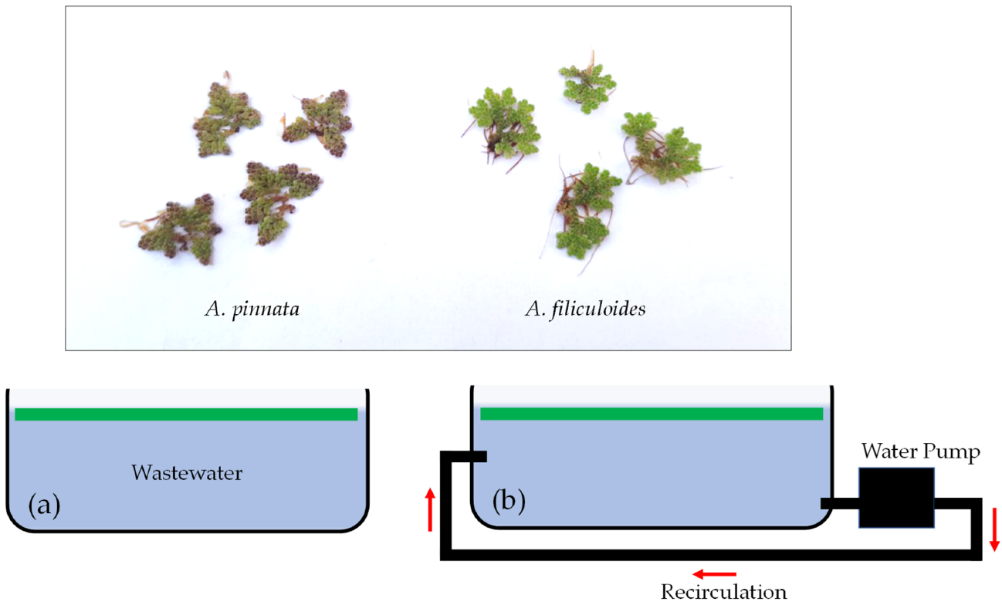 A. pinnata
A. filiculoides
Wastewater
(a)
(b)
Water Pump
Recirculation